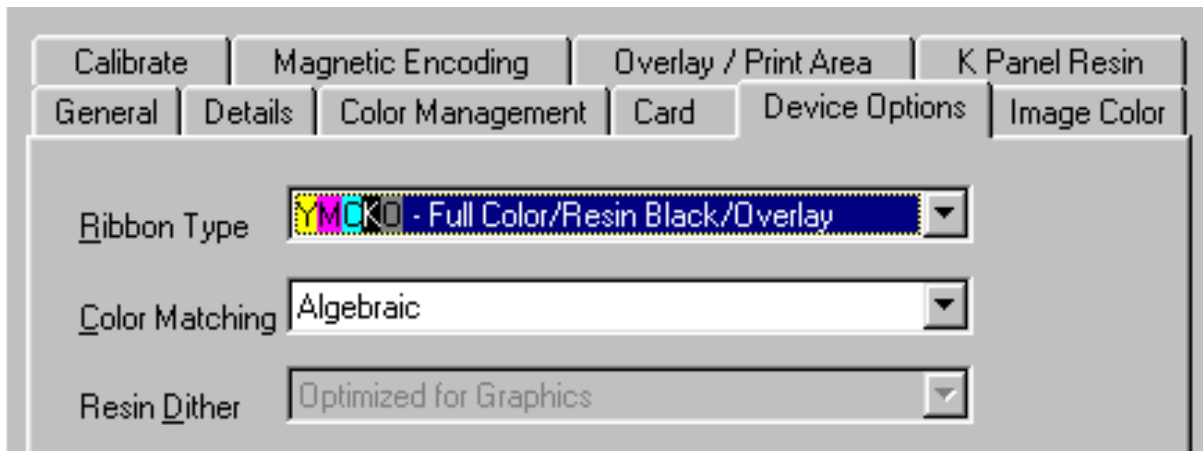 Calibrate Magnetic Encoding Overlay / Print Area K Panel Resin
General Details Color Management Card Device Options Image Color
Ribbon Type YMCKO - Full Color/Resin Black/Overlay
Color Matching Algebraic
Resin Dither Optimized for Graphics